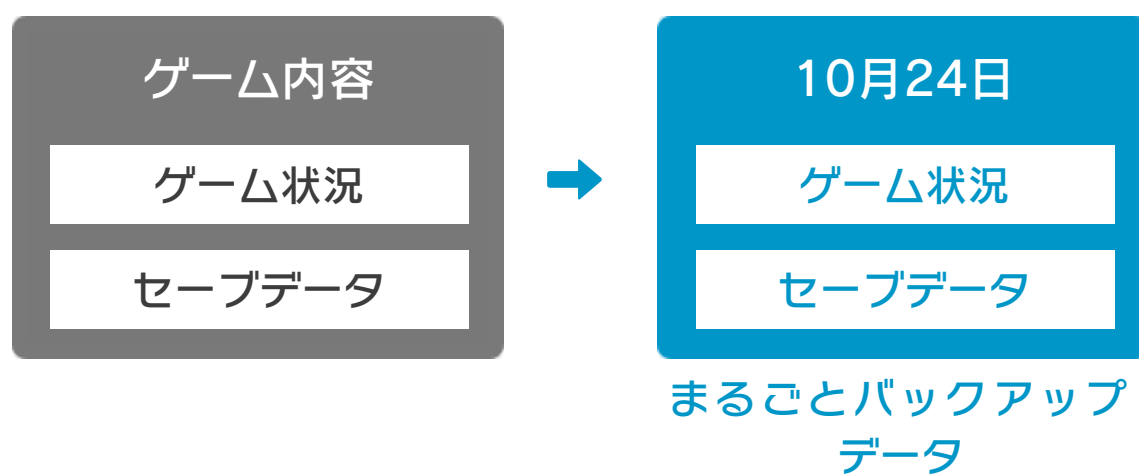 ゲーム内容
ゲーム状況
セーブデータ
10月24日
ゲーム状況
セーブデータ
まるごとバックアップ
データ